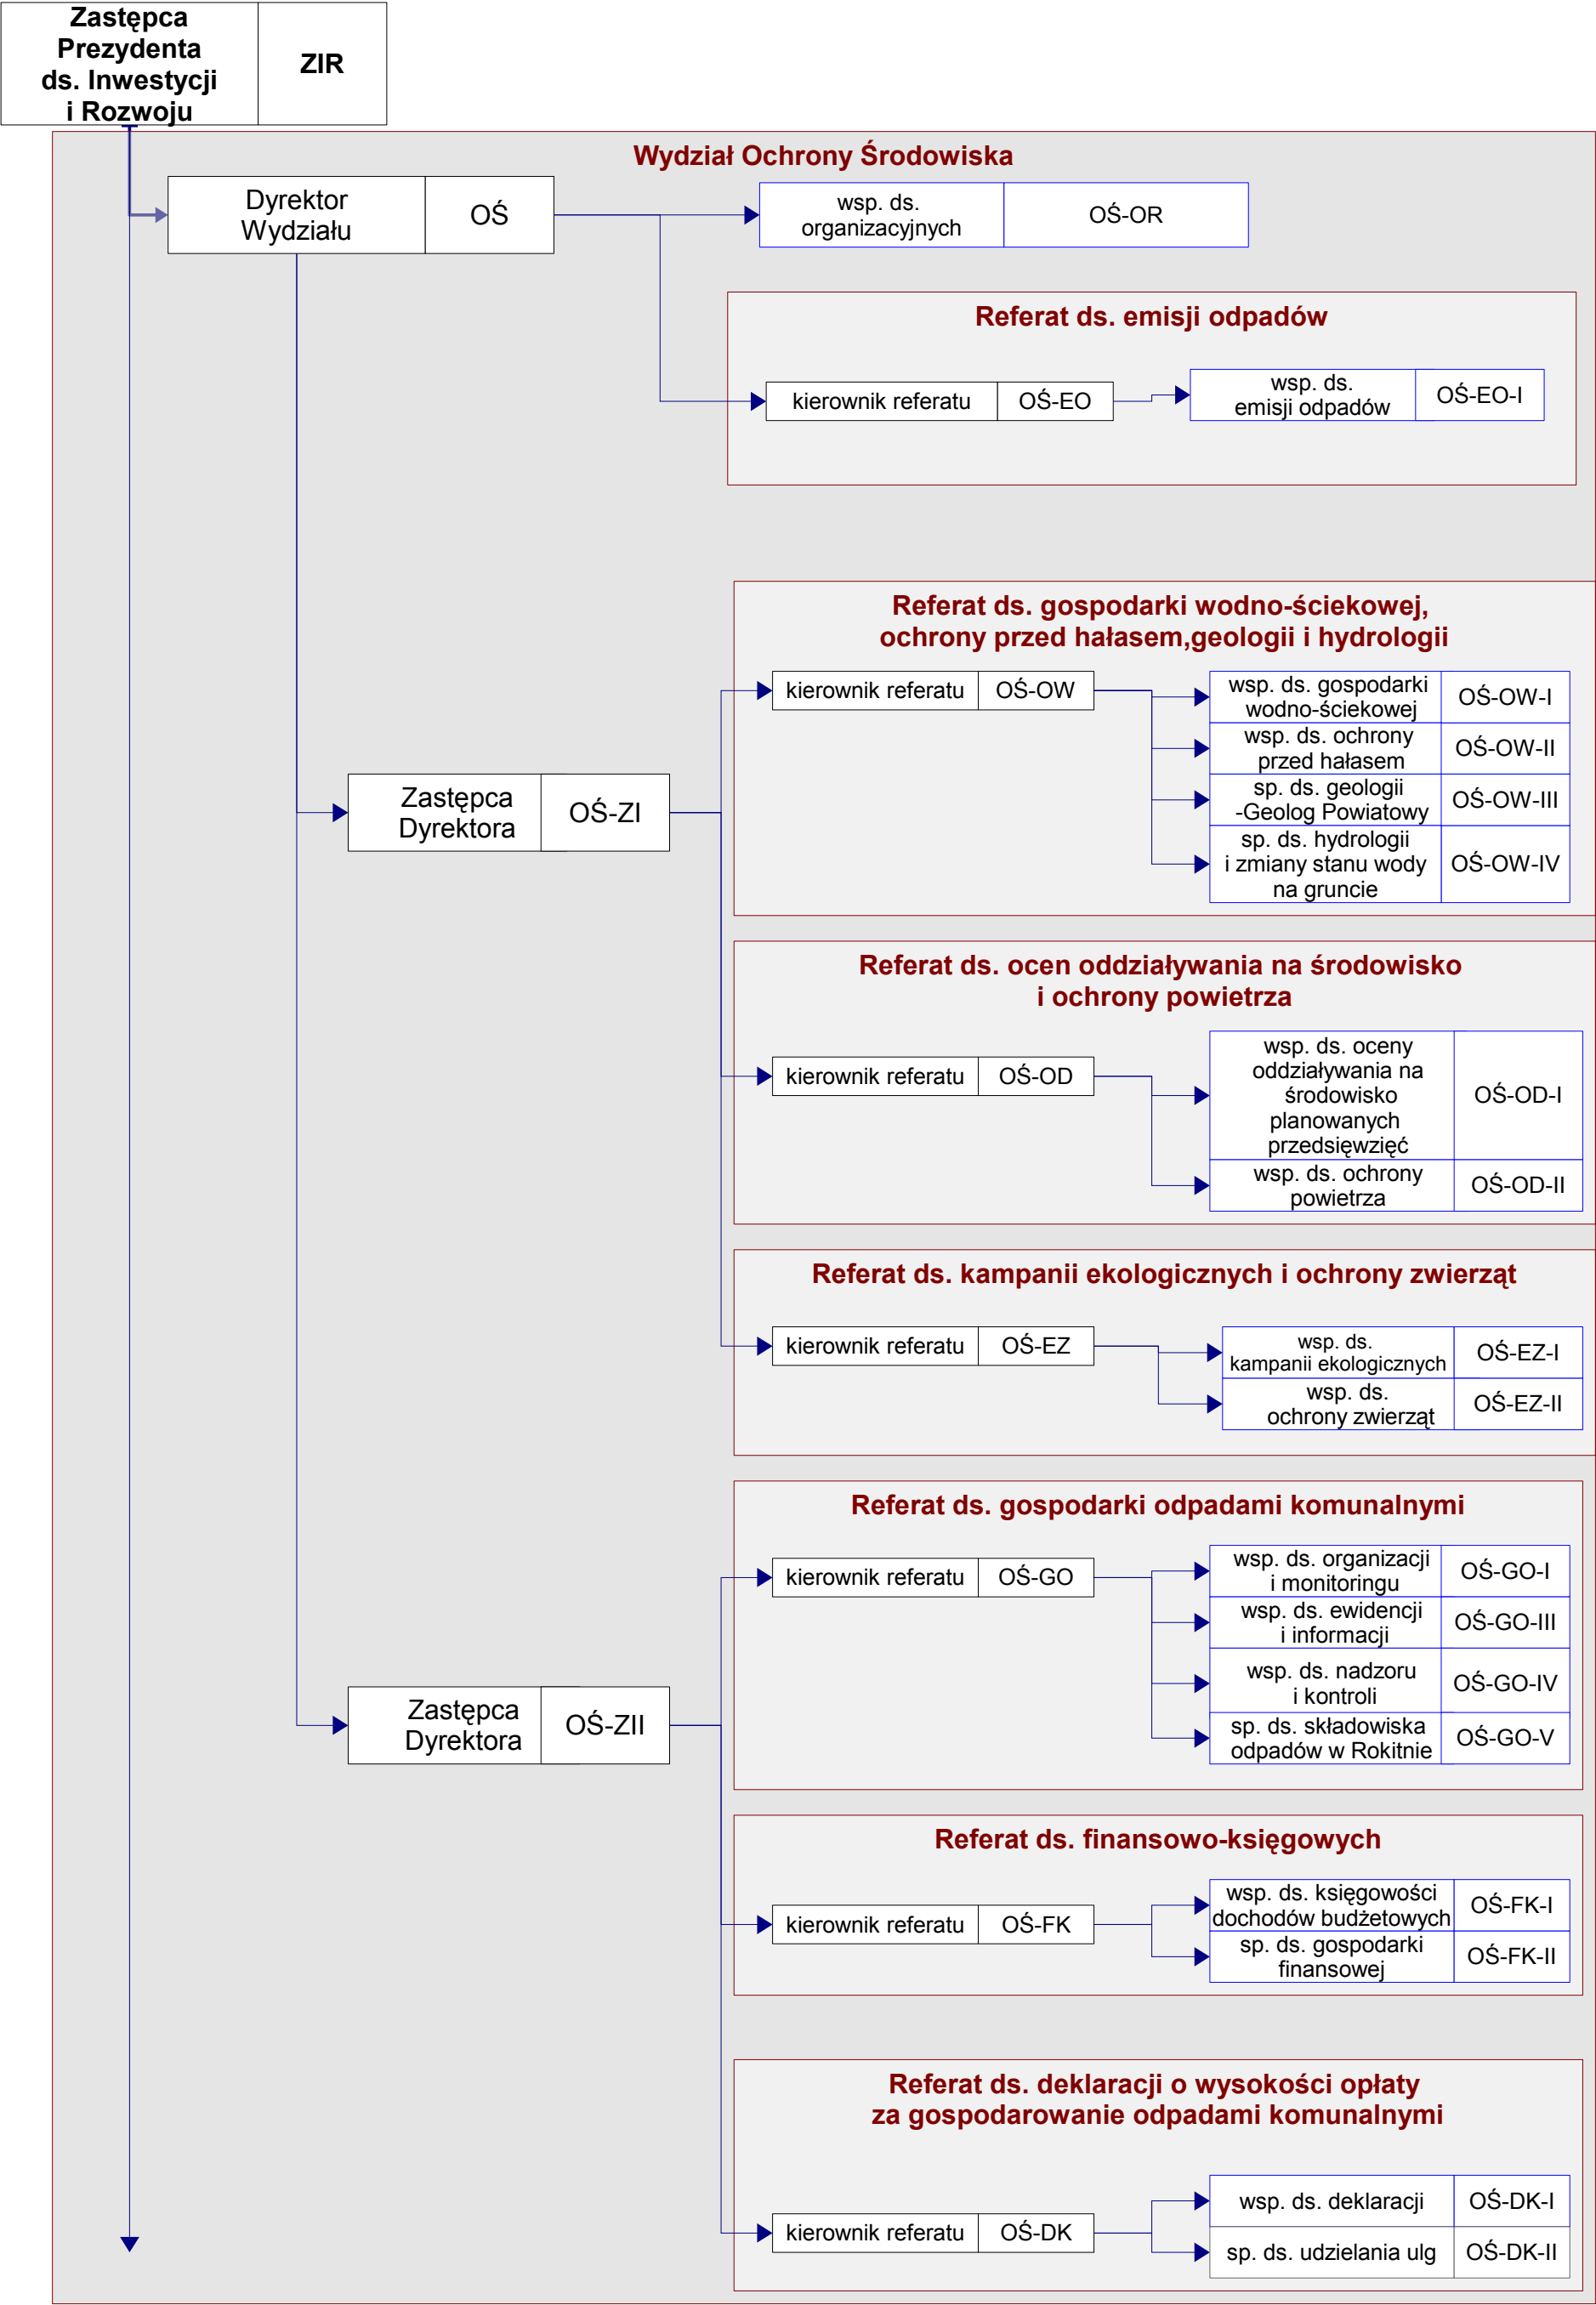 Zastępca
Prezydenta
ds. Inwestycji
i Rozwoju
ZIR
Wydział Ochrony Środowiska
Dyrektor
Wydziału
OŚ
wsp. ds.
organizacyjnych
OŚ-OR
Referat ds. emisji odpadów
kierownik referatu
OŚ-EO
wsp. ds.
emisji odpadów
OŚ-EO-I
Referat ds. gospodarki wodno-ściekowej,
ochrony przed hałasem,geologii i hydrologii
kierownik referatu
OŚ-OW
wsp. ds. gospodarki
wodno-ściekowej
OŚ-OW-I
wsp. ds. ochrony
przed hałasem
OŚ-OW-II
sp. ds. geologii
-Geolog Powiatowy
OŚ-OW-III
sp. ds. hydrologii
i zmiany stanu wody
na gruncie
OŚ-OW-IV
Zastępca
Dyrektora
OŚ-ZI
Referat ds. ocen oddziaływania na środowisko
i ochrony powietrza
kierownik referatu
OŚ-OD
wsp. ds. oceny
oddziaływania na
środowisko
planowanych
przedsięwzięć
OŚ-OD-I
wsp. ds. ochrony
powietrza
OŚ-OD-II
Referat ds. kampanii ekologicznych i ochrony zwierząt
kierownik referatu
OŚ-EZ
wsp. ds.
kampanii ekologicznych
OŚ-EZ-I
wsp. ds.
ochrony zwierząt
OŚ-EZ-II
Referat ds. gospodarki odpadami komunalnymi
kierownik referatu
OŚ-GO
wsp. ds. organizacji
i monitoringu
OŚ-GO-I
wsp. ds. ewidencji
i informacji
OŚ-GO-III
wsp. ds. nadzoru
i kontroli
OŚ-GO-IV
sp. ds. składowiska
odpadów w Rokitnie
OŚ-GO-V
Zastępca
Dyrektora
OŚ-ZII
Referat ds. finansowo-księgowych
kierownik referatu
OŚ-FK
wsp. ds. księgowości
dochodów budżetowych
OŚ-FK-I
sp. ds. gospodarki
finansowej
OŚ-FK-II
Referat ds. deklaracji o wysokości opłaty
za gospodarowanie odpadami komunalnymi
kierownik referatu
OŚ-DK
wsp. ds. deklaracji
OŚ-DK-I
sp. ds. udzielania ulg
OŚ-DK-II